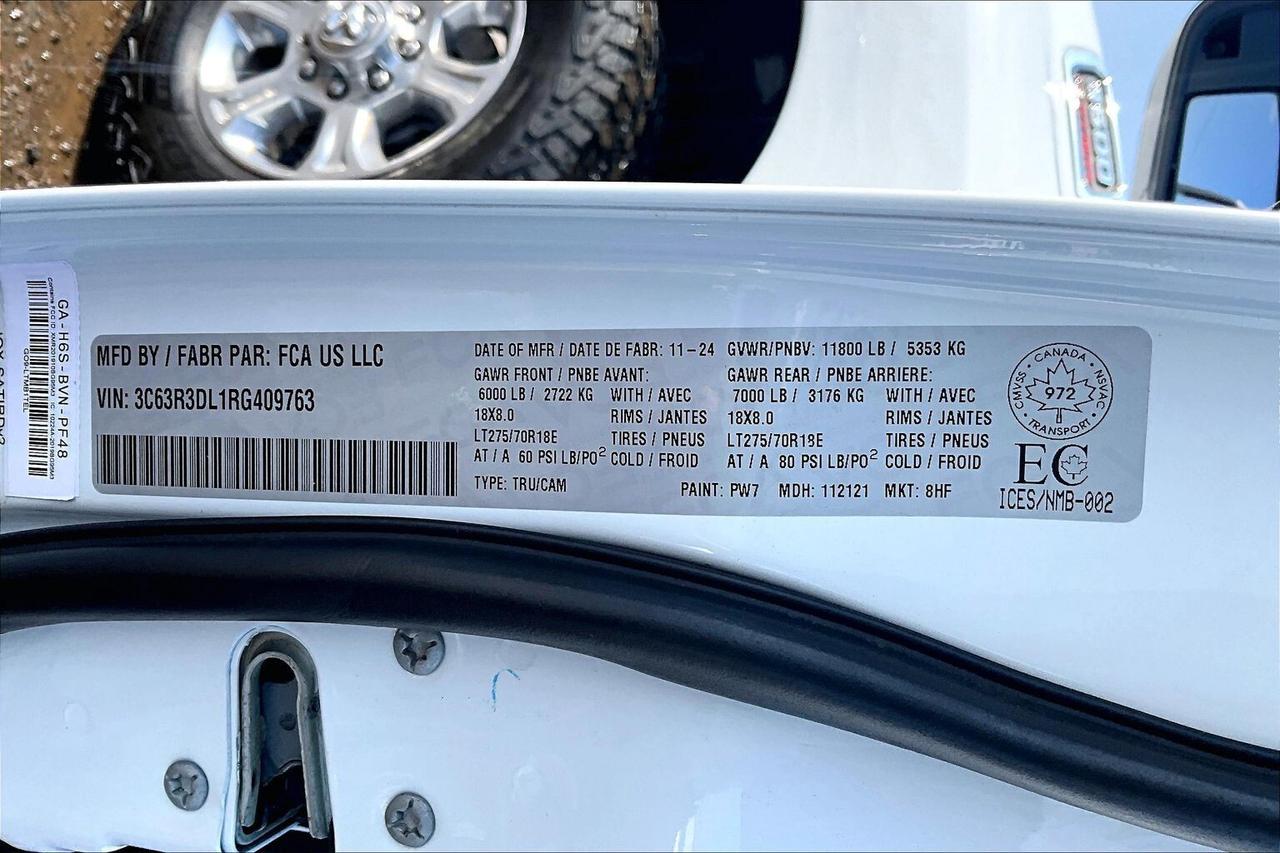 3500
GA-H6S-BVN-PF48
MFD BY / FABR PAR: FCA US LLC
VIN: 3C63R3DL1RG409763
DATE OF MFR / DATE DE FABR: 11-24
GVWR/PNBV: 11800 LB / 5353 KG
GAWR FRONT / PNBE AVANT:
6000 LB / 2722 KG WITH / AVEC
18X8.0 RIMS / JANTES
LT275/70R18E TIRES / PNEUS
AT / A 60 PSI LB/PO² COLD / FROID
GAWR REAR / PNBE ARRIERE:
7000 LB / 3176 KG WITH / AVEC
18X8.0 RIMS / JANTES
LT275/70R18E TIRES / PNEUS
AT / A 80 PSI LB/PO² COLD / FROID
TYPE: TRU/CAM
PAINT: PW7 MDH: 112121 MKT: 8HF
CANADA
CMVSS
NSVAC
972
TRANSPORT
EC
ICES/NMB-002